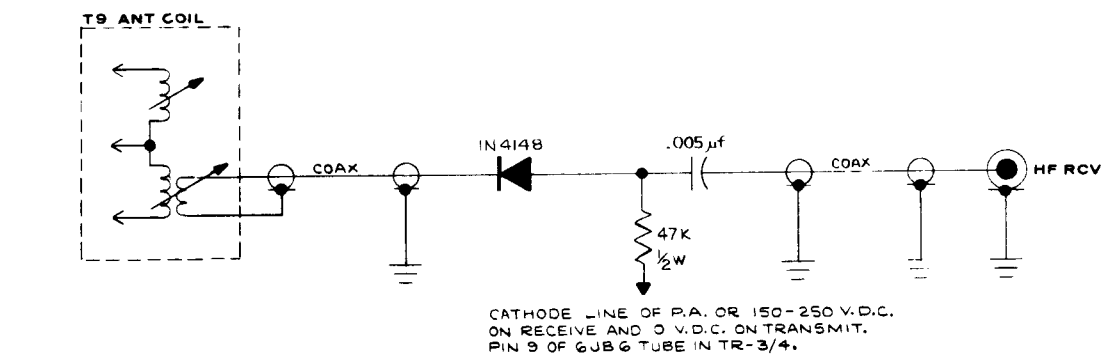 T9 ANT COIL
COAX
1N4148
.005µf
COAX
HF RCV
47K
½W
CATHODE LINE OF P.A. OR 150-250 V.D.C.
ON RECEIVE AND 0 V.D.C. ON TRANSMIT.
PIN 9 OF 6JB6 TUBE IN TR-3/4.